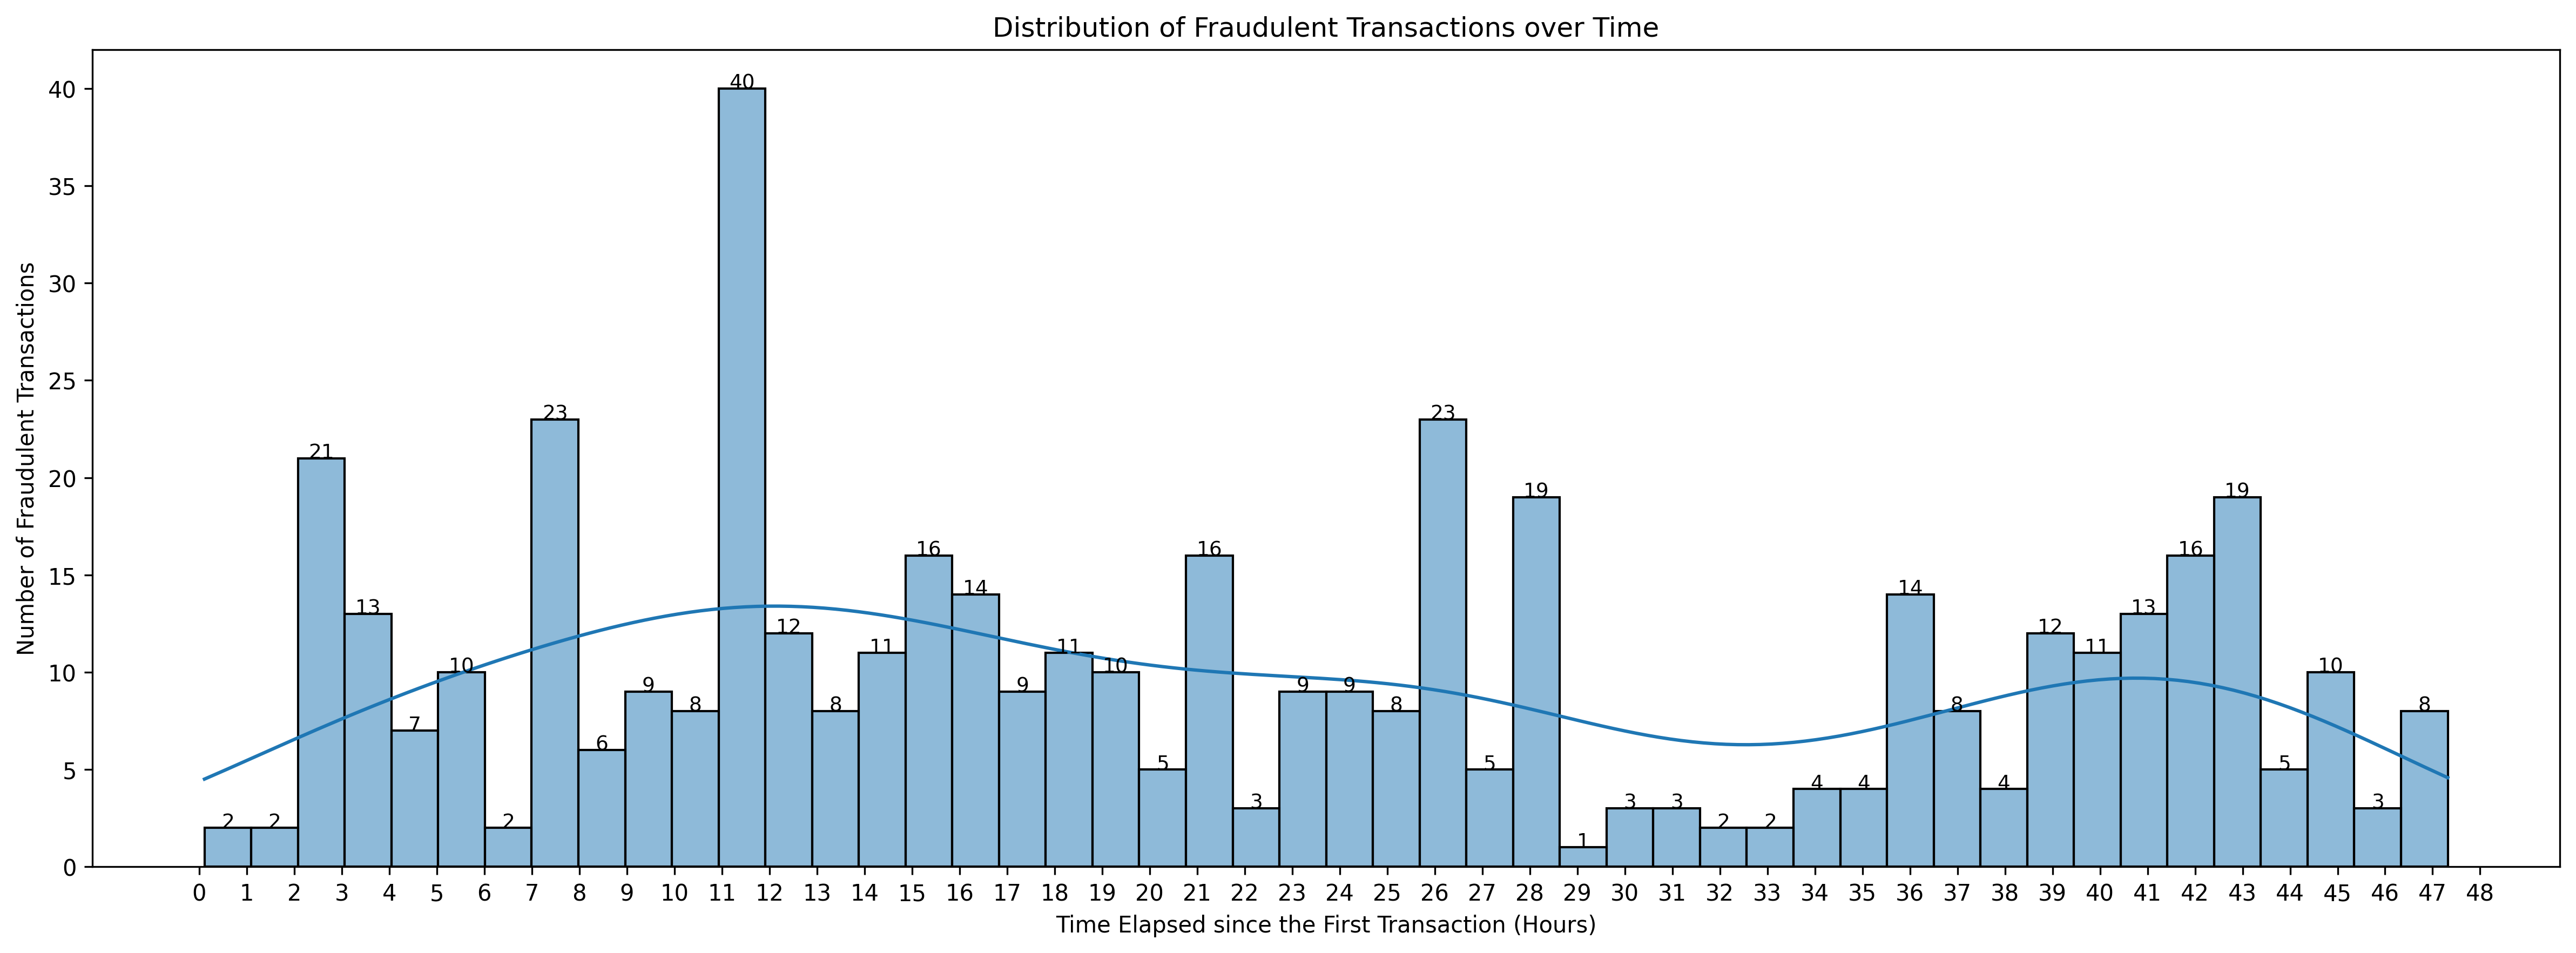 Distribution of Fraudulent Transactions over Time
Number of Fraudulent Transactions
40
35
30
25
20
15
10
5
0
2 2 21 13 7 10 2 23 6 9 8 40 12 8 11 16 14 9 11 10 5 16 3 9 9 8 23 5 19 1 3 3 2 2 4 4 14 8 4 12 11 13 16 19 5 10 3 8
0 1 2 3 4 5 6 7 8 9 10 11 12 13 14 15 16 17 18 19 20 21 22 23 24 25 26 27 28 29 30 31 32 33 34 35 36 37 38 39 40 41 42 43 44 45 46 47 48
Time Elapsed since the First Transaction (Hours)